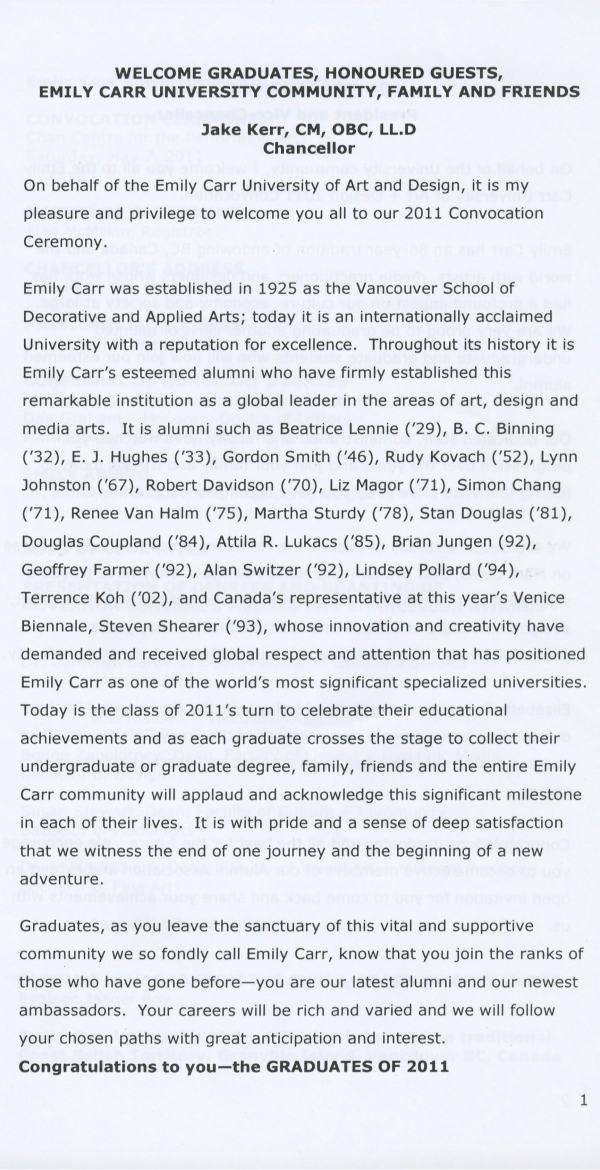 WELCOME GRADUATES, HONOURED GUESTS,
EMILY CARR UNIVERSITY COMMUNITY, FAMILY AND FRIENDS
Jake Kerr, CM, OBC, LL.D
Chancellor
On behalf of the Emily Carr University of Art and Design, it is my
pleasure and privilege to welcome you all to our 2011 Convocation
Ceremony.
Emily Carr was established in 1925 as the Vancouver School of
Decorative and Applied Arts; today it is an internationally acclaimed
University with a reputation for excellence.  Throughout its history it is
Emily Carr's esteemed alumni who have firmly established this
remarkable institution as a global leader in the areas of art, design and
media arts.  It is alumni such as Beatrice Lennie ('29), B. C. Binning
('32), E. J. Hughes ('33), Gordon Smith ('46), Rudy Kovach ('52), Lynn
Johnston ('67), Robert Davidson ('70), Liz Magor ('71), Simon Chang
('71), Renee Van Halm ('75), Martha Sturdy ('78), Stan Douglas ('81),
Douglas Coupland ('84), Attila R. Lukacs ('85), Brian Jungen (92),
Geoffrey Farmer ('92), Alan Switzer ('92), Lindsey Pollard ('94),
Terrence Koh ('02), and Canada's representative at this year's Venice
Biennale, Steven Shearer ('93), whose innovation and creativity have
demanded and received global respect and attention that has positioned
Emily Carr as one of the world's most significant specialized universities.
Today is the class of 2011's turn to celebrate their educational
achievements and as each graduate crosses the stage to collect their
undergraduate or graduate degree, family, friends and the entire Emily
Carr community will applaud and acknowledge this significant milestone
in each of their lives.  It is with pride and a sense of deep satisfaction
that we witness the end of one journey and the beginning of a new
adventure.
Graduates, as you leave the sanctuary of this vital and supportive
community we so fondly call Emily Carr, know that you join the ranks of
those who have gone before—you are our latest alumni and our newest
ambassadors.  Your careers will be rich and varied and we will follow
your chosen paths with great anticipation and interest.
Congratulations to you—the GRADUATES OF 2011
1